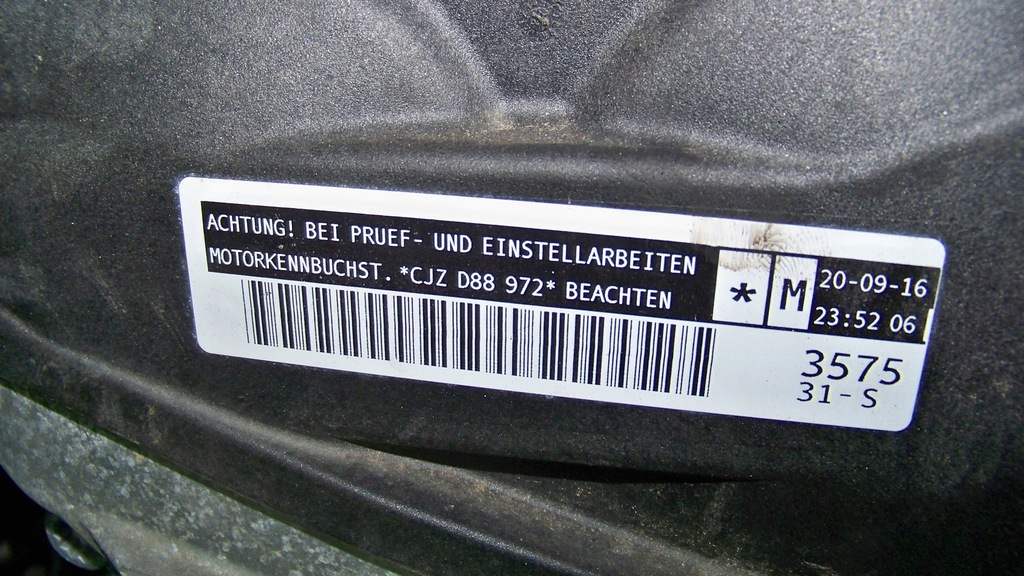 ACHTUNG! BEI PRUEF- UND EINSTELLARBEITEN
MOTORKENNBUCHST.*CJZ D88 972* BEACHTEN
* M
20-09-16
23:52 06
3575
31-S